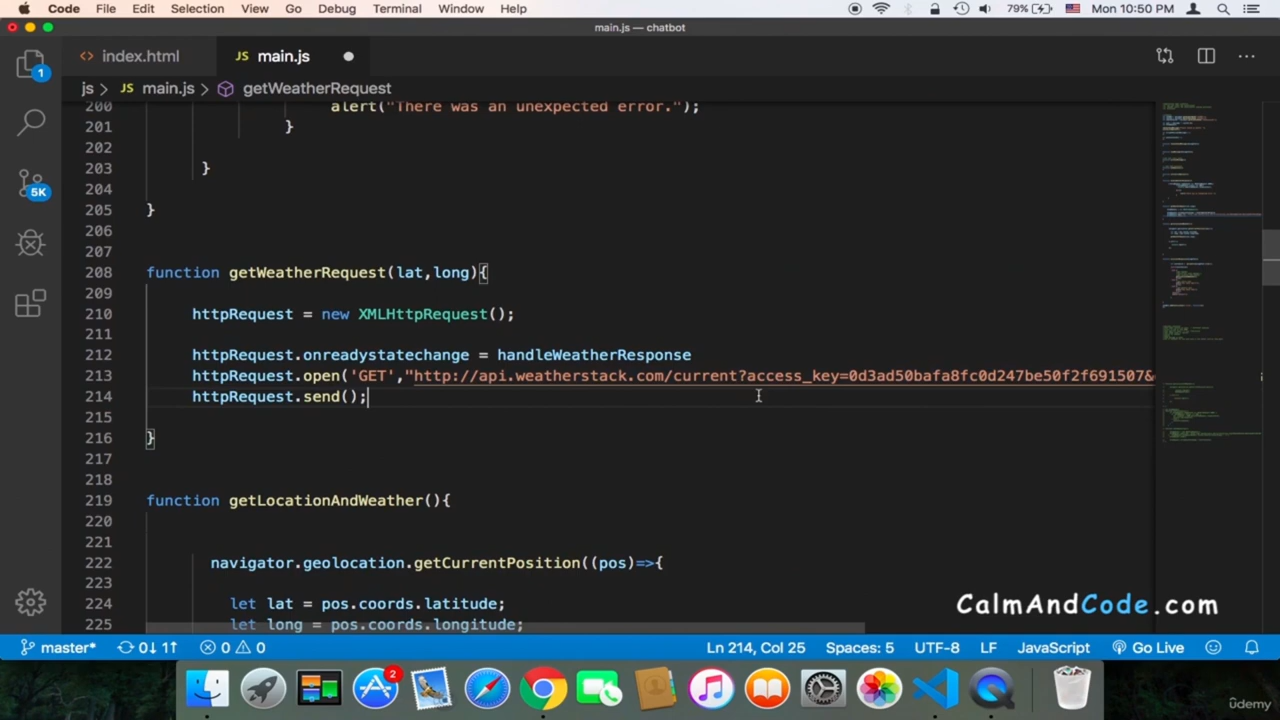 Code File Edit Selection View Go Debug Terminal Window Help 79% Mon 10:50 PM
main.js — chatbot
index.html JS main.js
js > JS main.js > getWeatherRequest
200 alert("There was an unexpected error.");
201 }
202
203 }
204
205 }
206
207
208 function getWeatherRequest(lat,long){
209
210 httpRequest = new XMLHttpRequest();
211
212 httpRequest.onreadystatechange = handleWeatherResponse
213 httpRequest.open('GET',"http://api.weatherstack.com/current?access_key=0d3ad50bafa8fc0d247be50f2f691507&
214 httpRequest.send();
215
216 }
217
218
219 function getLocationAndWeather(){
220
221
222 navigator.geolocation.getCurrentPosition((pos)=>{
223
224 let lat = pos.coords.latitude;
225 let long = pos.coords.longitude;
1
5K
CalmAndCode.com
master* 0↓ 1↑ 0 0 Ln 214, Col 25 Spaces: 5 UTF-8 LF JavaScript Go Live
2
ûdemy